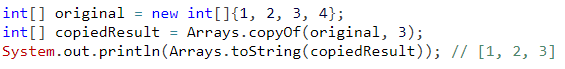 int[] original = new int[]{1, 2, 3, 4};
int[] copiedResult = Arrays.copyOf(original, 3);
System.out.println(Arrays.toString(copiedResult)); // [1, 2, 3]